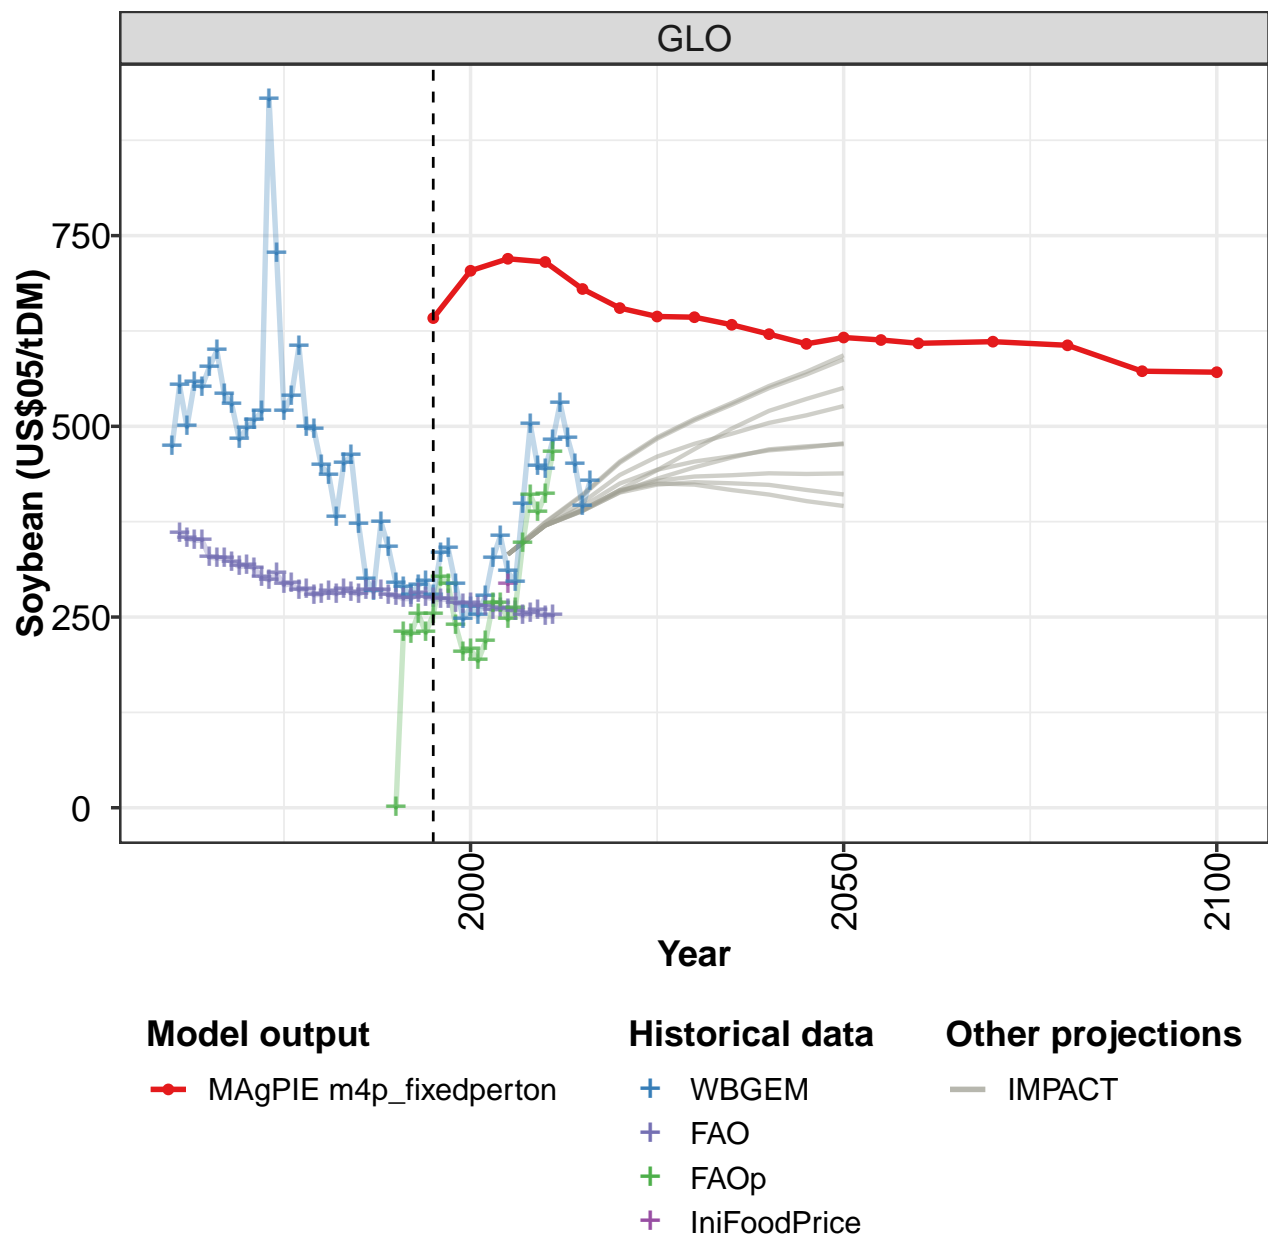 GLO
Soybean (US$05/tDM)
750
500
250
0
2000
2050
2100
Year
Model output
MAgPIE m4p_fixedperton
Historical data
WBGEM
FAO
FAOp
IniFoodPrice
Other projections
IMPACT